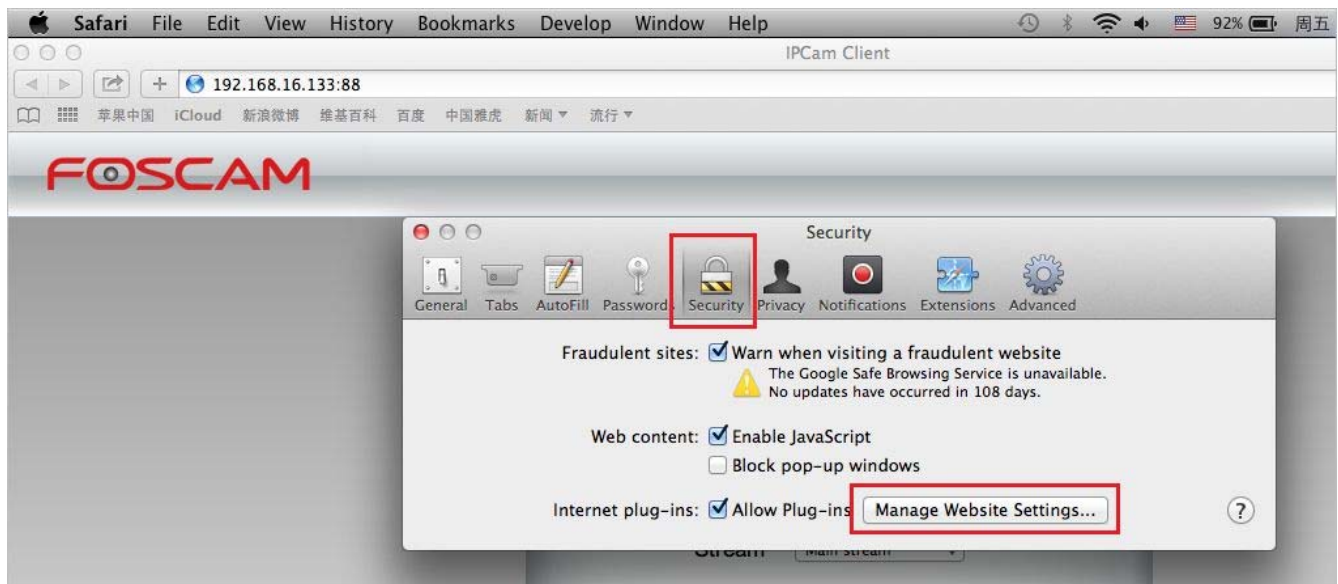 Safari File Edit View History Bookmarks Develop Window Help 92% 周五
IPCam Client
192.168.16.133:88
苹果中国 iCloud 新浪微博 维基百科 百度 中国雅虎 新闻 流行
FOSCAM
Security
General Tabs AutoFill Passwords Security Privacy Notifications Extensions Advanced
Fraudulent sites: Warn when visiting a fraudulent website
The Google Safe Browsing Service is unavailable.
No updates have occurred in 108 days.
Web content: Enable JavaScript
Block pop-up windows
Internet plug-ins: Allow Plug-ins Manage Website Settings... ?
Stream Main stream